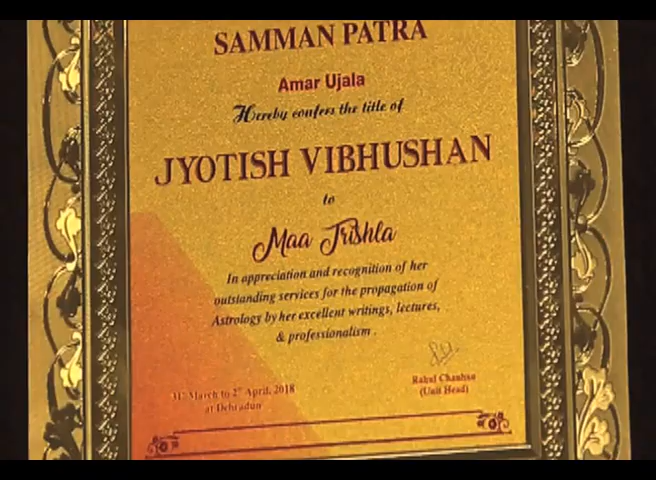 SAMMAN PATRA
Amar Ujala
Hereby confers the title of
JYOTISH VIBHUSHAN
to
Maa Trishla
In appreciation and recognition of her
outstanding services for the propagation of
Astrology by her excellent writings, lectures,
& professionalism .
31st March to 2nd April, 2018
at Dehradun
Rahul Chauhan
(Unit Head)